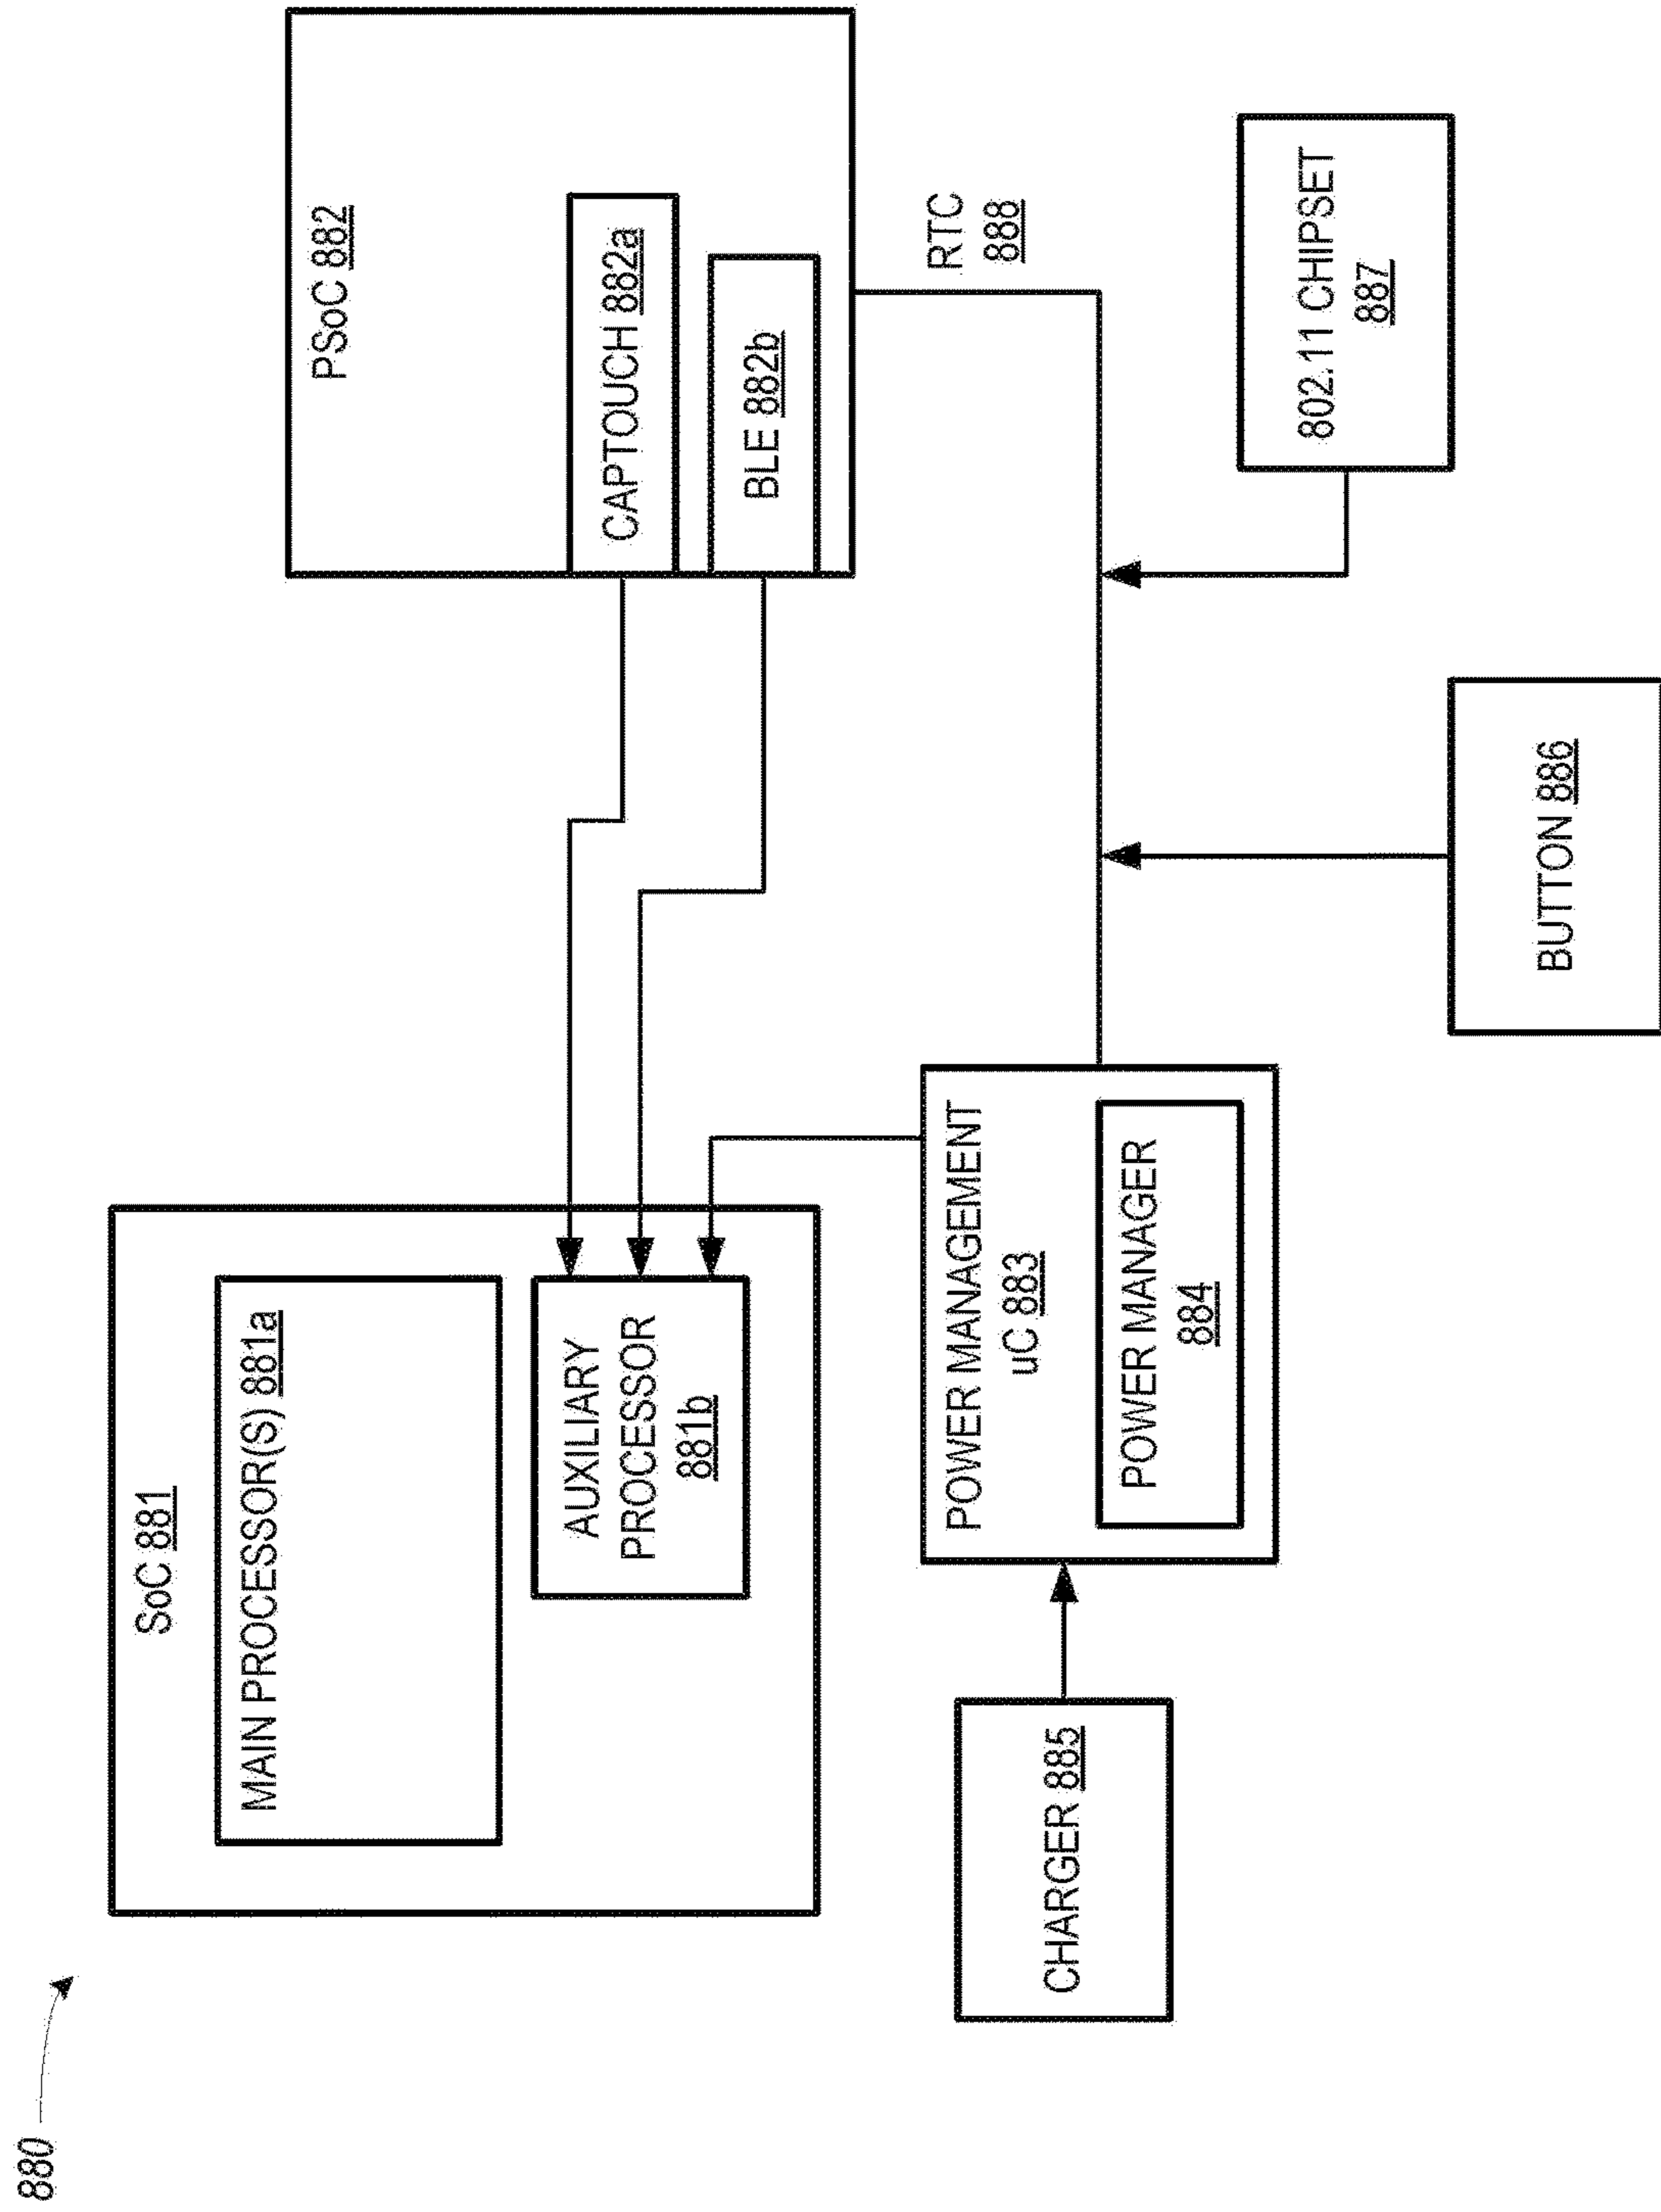 880
SoC 881
MAIN PROCESSOR(S) 881a
AUXILIARY
PROCESSOR
881b
PSoC 882
CAPTOUCH 882a
BLE 882b
RTC
888
POWER MANAGEMENT
uC 883
POWER MANAGER
884
CHARGER 885
BUTTON 886
802.11 CHIPSET
887